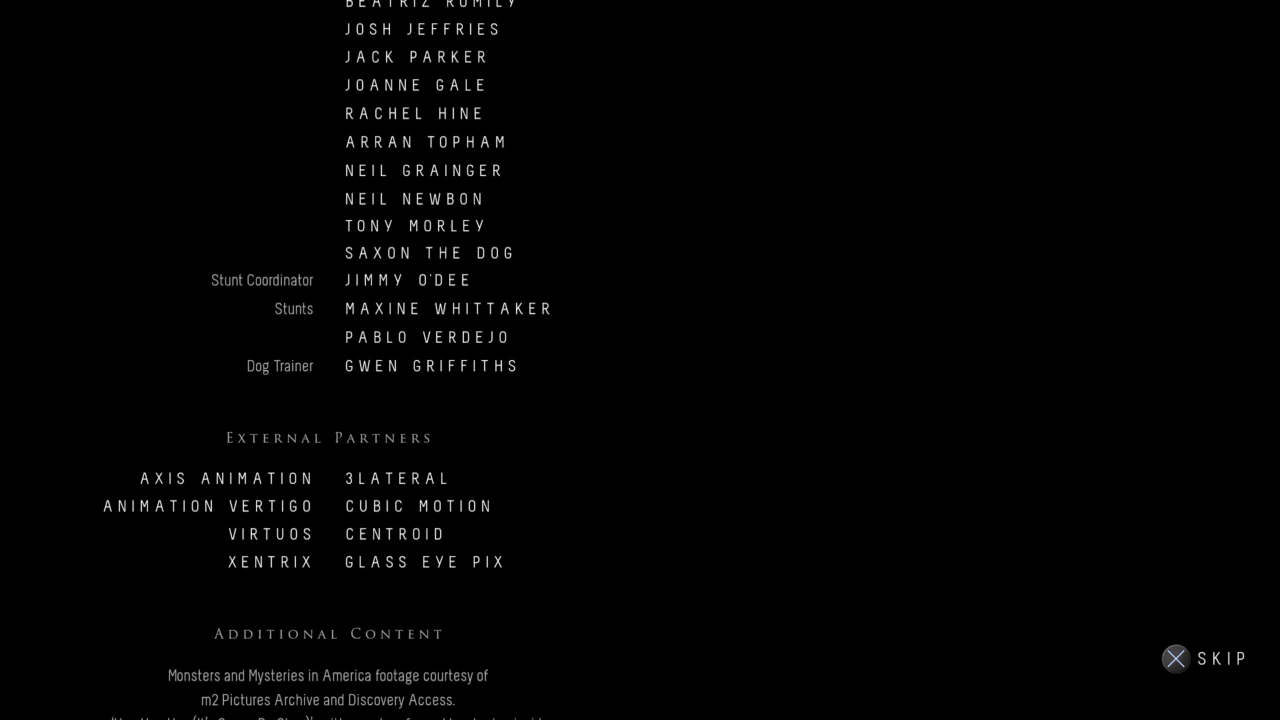 BEATRIZ ROMILY
JOSH JEFFRIES
JACK PARKER
JOANNE GALE
RACHEL HINE
ARRAN TOPHAM
NEIL GRAINGER
NEIL NEWBON
TONY MORLEY
SAXON THE DOG
Stunt Coordinator JIMMY O'DEE
Stunts MAXINE WHITTAKER
PABLO VERDEJO
Dog Trainer GWEN GRIFFITHS
EXTERNAL PARTNERS
AXIS ANIMATION 3LATERAL
ANIMATION VERTIGO CUBIC MOTION
VIRTUOS CENTROID
XENTRIX GLASS EYE PIX
ADDITIONAL CONTENT
SKIP
Monsters and Mysteries in America footage courtesy of
m2 Pictures Archive and Discovery Access.